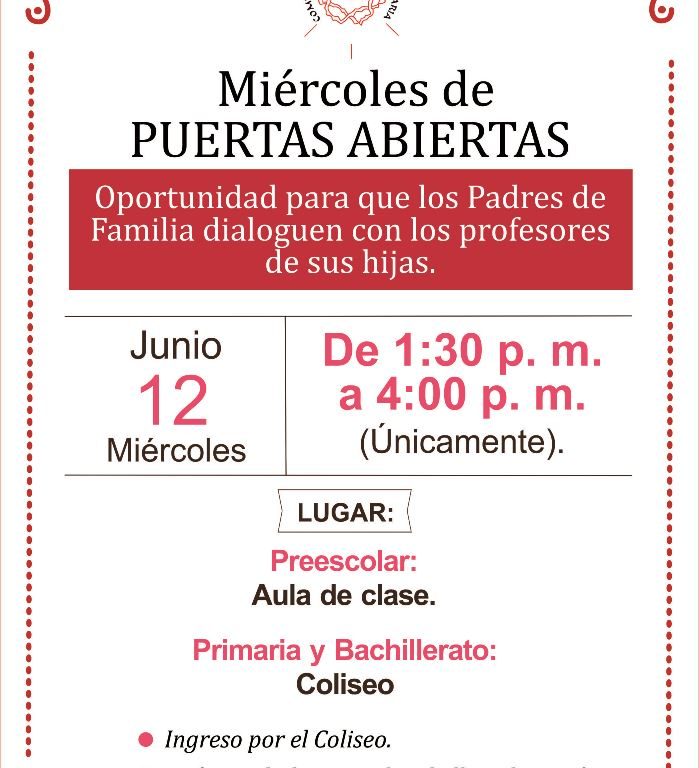 Miércoles de
PUERTAS ABIERTAS
Oportunidad para que los Padres de
Familia dialoguen con los profesores
de sus hijas.
Junio
12
Miércoles
De 1:30 p. m.
a 4:00 p. m.
(Únicamente).
LUGAR:
Preescolar:
Aula de clase.
Primaria y Bachillerato:
Coliseo
Ingreso por el Coliseo.